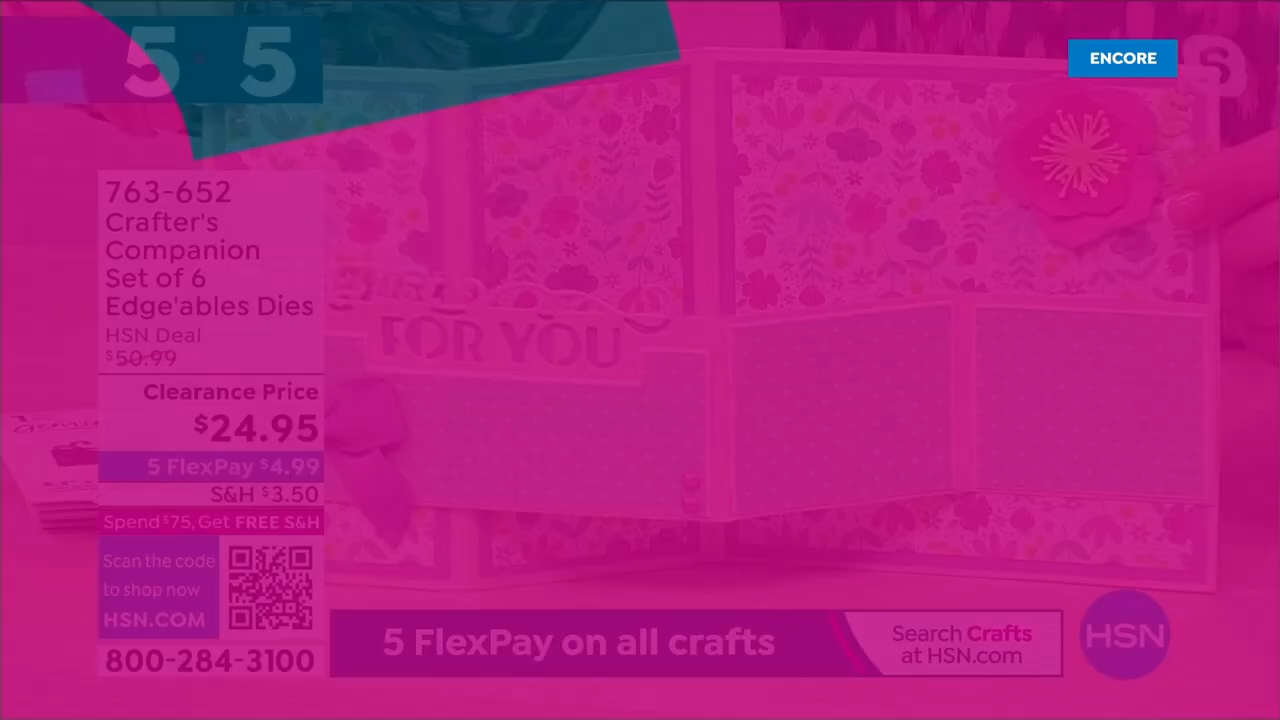 5 5
ENCORE
S
763-652
Crafter's
Companion
Set of 6
Edge'ables Dies
HSN Deal
$50.99
Clearance Price
$24.95
5 FlexPay $4.99
S&H $3.50
Spend $75, Get FREE S&H
Scan the code
to shop now
HSN.COM
800-284-3100
FOR YOU
5 FlexPay on all crafts
Search Crafts
at HSN.com
HSN